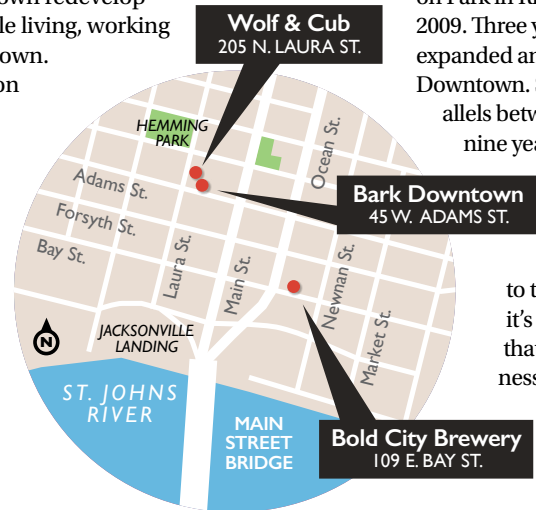 own redevelop
le living, working
own.
on
on Park in
2009. Three y
expanded an
Downtown. S
allels betw
nine yea
to t
it's
that
ness
Wolf & Cub
205 N. LAURA ST.
HEMMING
PARK
Ocean St.
Adams St.
Forsyth St.
Bay St.
Bark Downtown
45 W. ADAMS ST.
Laura St.
Main St.
Newnan St.
Market St.
N
JACKSONVILLE
LANDING
ST. JOHNS
RIVER
MAIN
STREET
BRIDGE
Bold City Brewery
109 E. BAY ST.